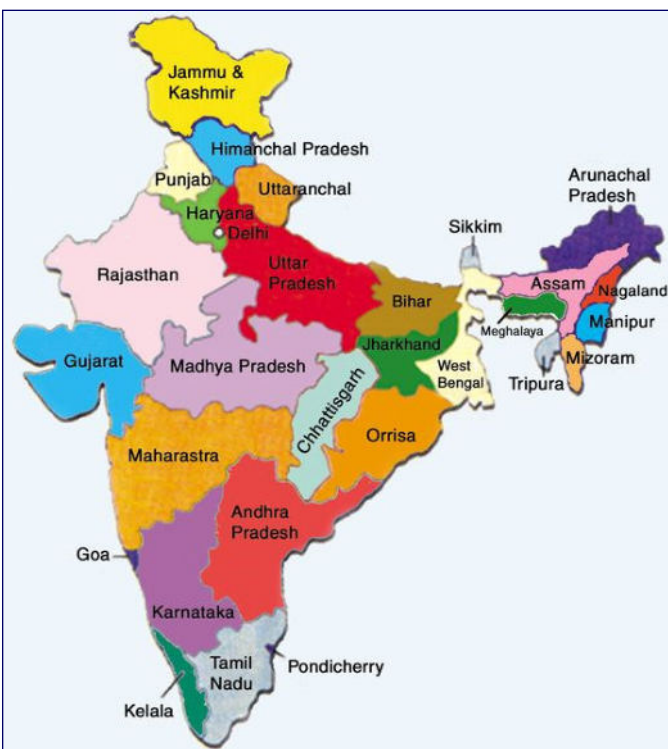 Jammu &
Kashmir
Himanchal Pradesh
Punjab
Uttaranchal
Arunachal
Pradesh
Haryana
Delhi
Sikkim
Rajasthan
Uttar
Pradesh
Assam
Nagaland
Bihar
Meghalaya
Manipur
Jharkhand
Gujarat
Madhya Pradesh
West
Bengal
Tripura
Mizoram
Chhattisgarh
Orrisa
Maharastra
Andhra
Pradesh
Goa
Karnataka
Tamil
Nadu
Pondicherry
Kelala